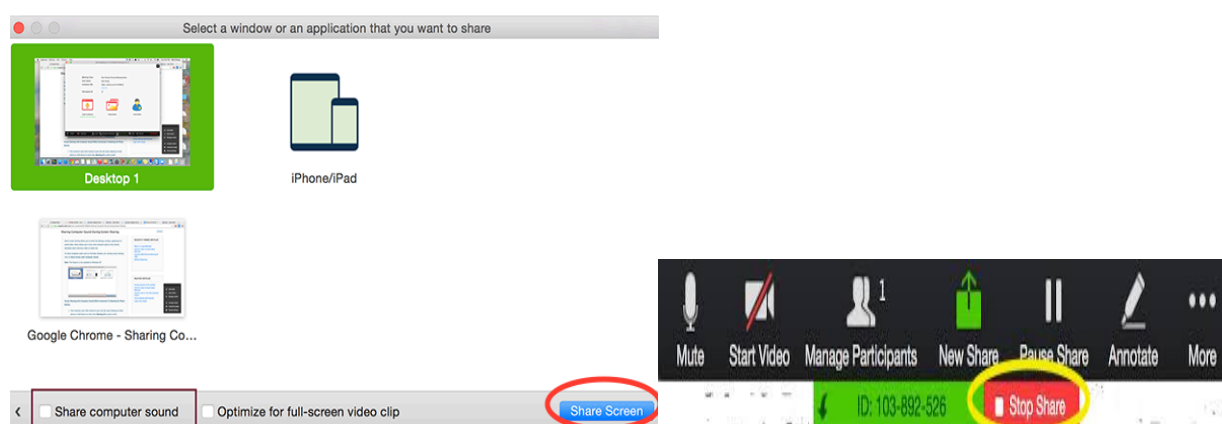 Select a window or an application that you want to share
Desktop 1
iPhone/iPad
Google Chrome - Sharing Co...
Share computer sound
Optimize for full-screen video clip
Share Screen
1
Mute
Start Video
Manage Participants
New Share
Pause Share
Annotate
More
ID: 103-892-526
Stop Share